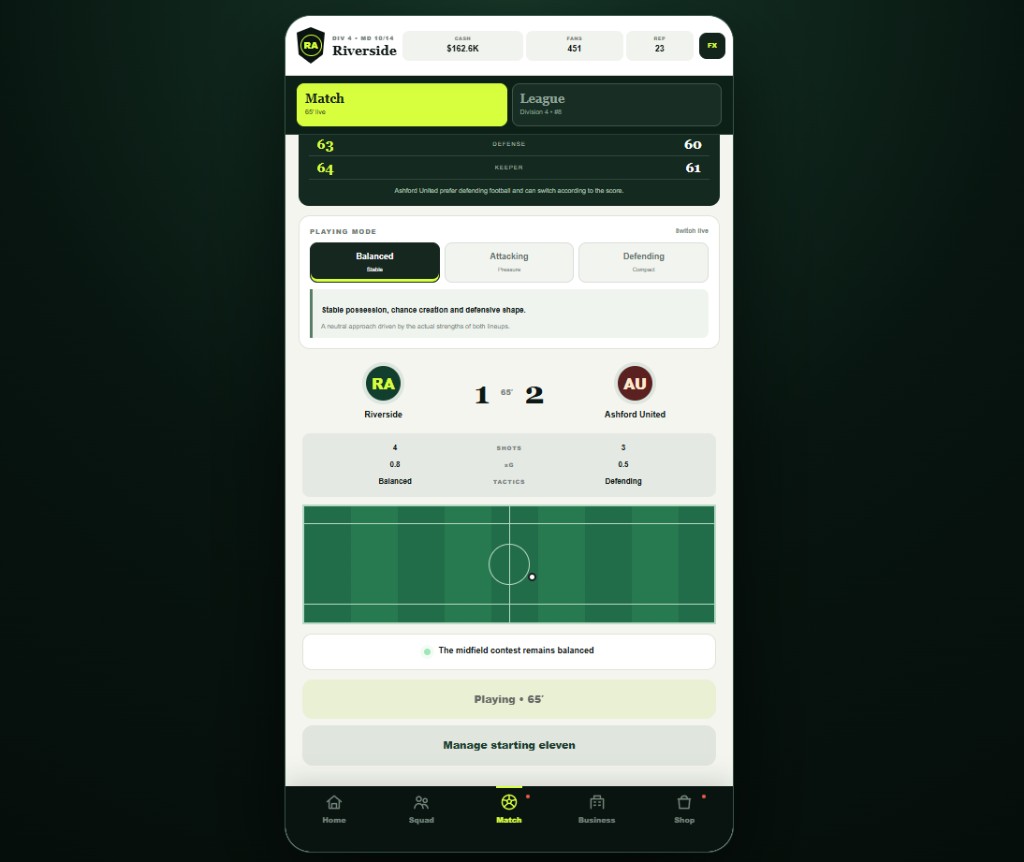 RA
DIV 4 • MD 10/14
Riverside
CASH
$162.6K
FANS
451
REP
23
FX
Match
65' live
League
Division 4 • #8
63 DEFENSE 60
64 KEEPER 61
Ashford United prefer defending football and can switch according to the score.
PLAYING MODE
Switch live
Balanced
Stable
Attacking
Pressure
Defending
Compact
Stable possession, chance creation and defensive shape.
A neutral approach driven by the actual strengths of both lineups.
RA
Riverside
1 65' 2
AU
Ashford United
4 SHOTS 3
0.8 xG 0.5
Balanced TACTICS Defending
The midfield contest remains balanced
Playing • 65'
Manage starting eleven
Home
Squad
Match
Business
Shop